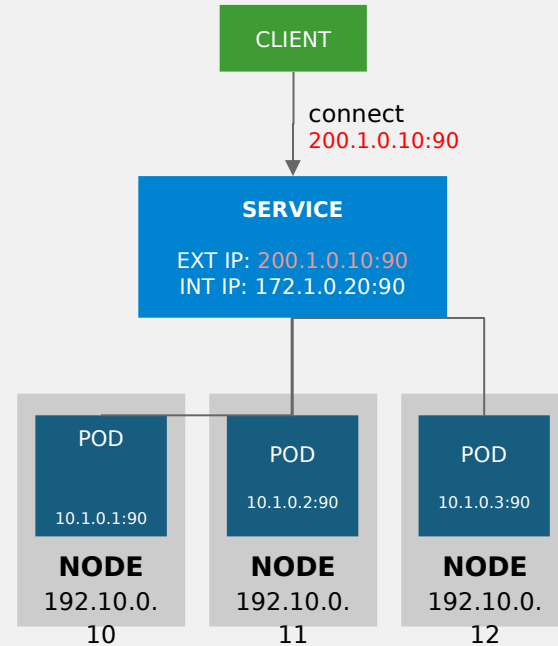 CLIENT
connect
200.1.0.10:90
SERVICE
EXT IP: 200.1.0.10:90
INT IP: 172.1.0.20:90
POD
10.1.0.1:90
NODE
192.10.0.
10
POD
10.1.0.2:90
NODE
192.10.0.
11
POD
10.1.0.3:90
NODE
192.10.0.
12